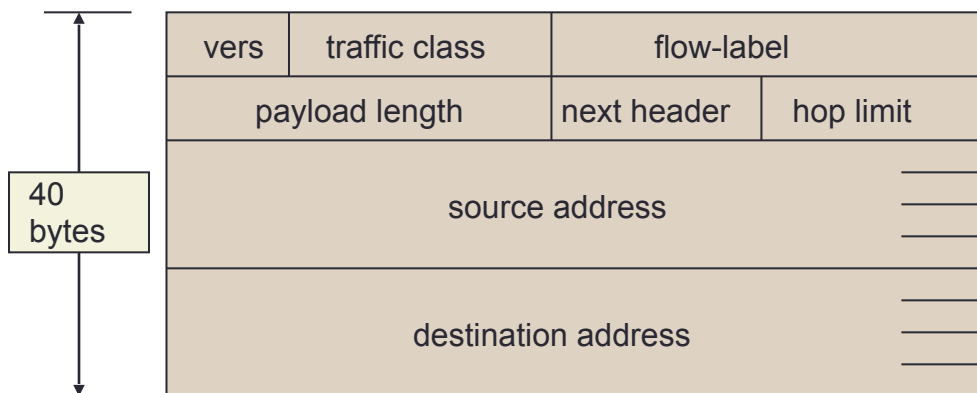 vers traffic class flow-label
payload length next header hop limit
40
bytes
source address
destination address